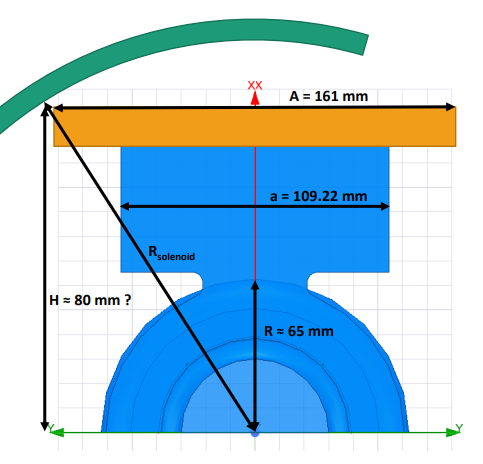 XX
A = 161 mm
a = 109.22 mm
Rsolenoid
H ≈ 80 mm ?
R ≈ 65 mm
Y
Y